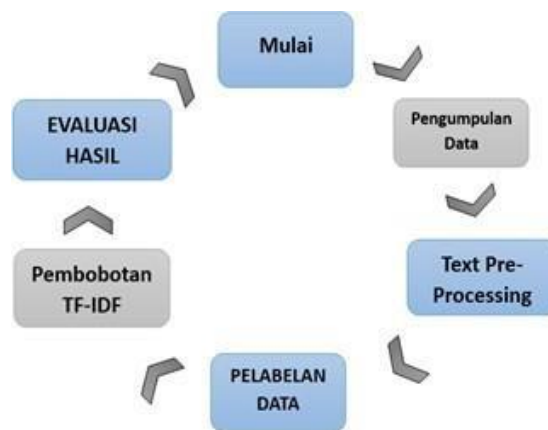 Mulai
Pengumpulan
Data
Text Pre-
Processing
PELABELAN
DATA
Pembobotan
TF-IDF
EVALUASI
HASIL